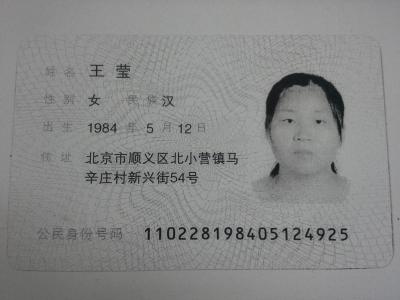 姓名 王莹
性别 女 民族 汉
出生 1984 年 5 月 12 日
住址 北京市顺义区北小营镇马
辛庄村新兴街54号
公民身份号码 110228198405124925